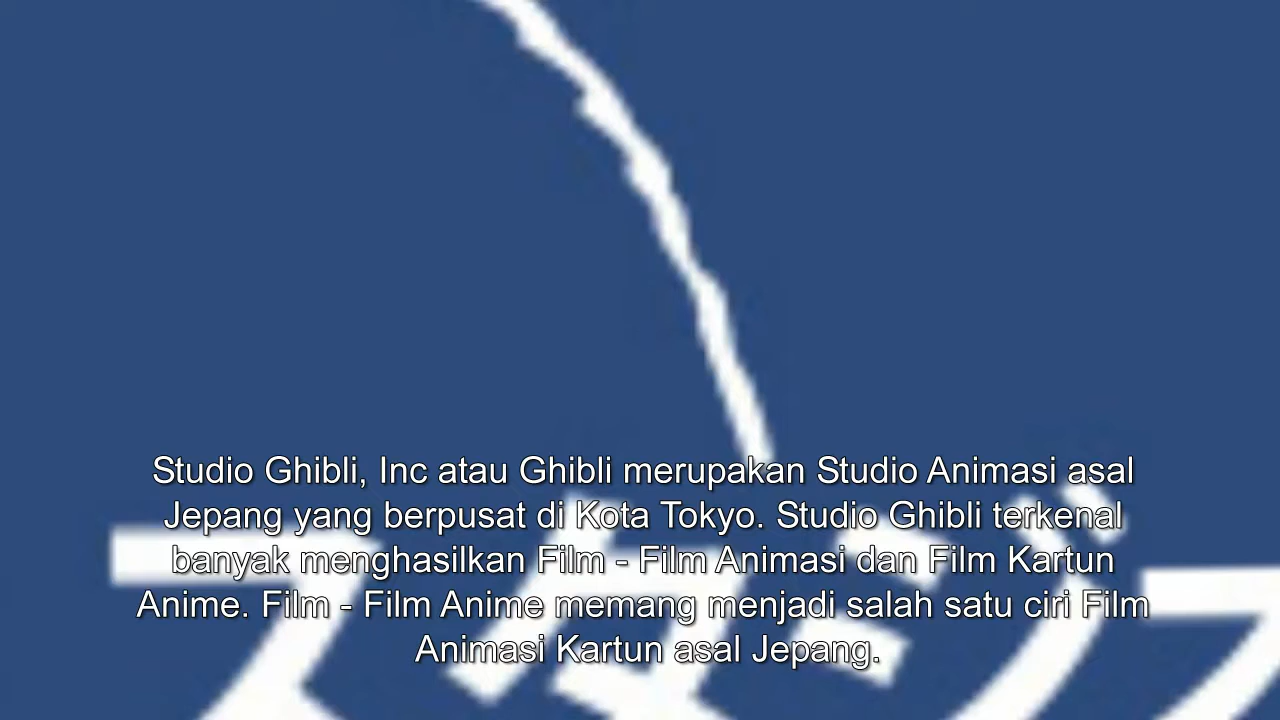 Studio Ghibli, Inc atau Ghibli merupakan Studio Animasi asal
Jepang yang berpusat di Kota Tokyo. Studio Ghibli terkenal
banyak menghasilkan Film - Film Animasi dan Film Kartun
Anime. Film - Film Anime memang menjadi salah satu ciri Film
Animasi Kartun asal Jepang.